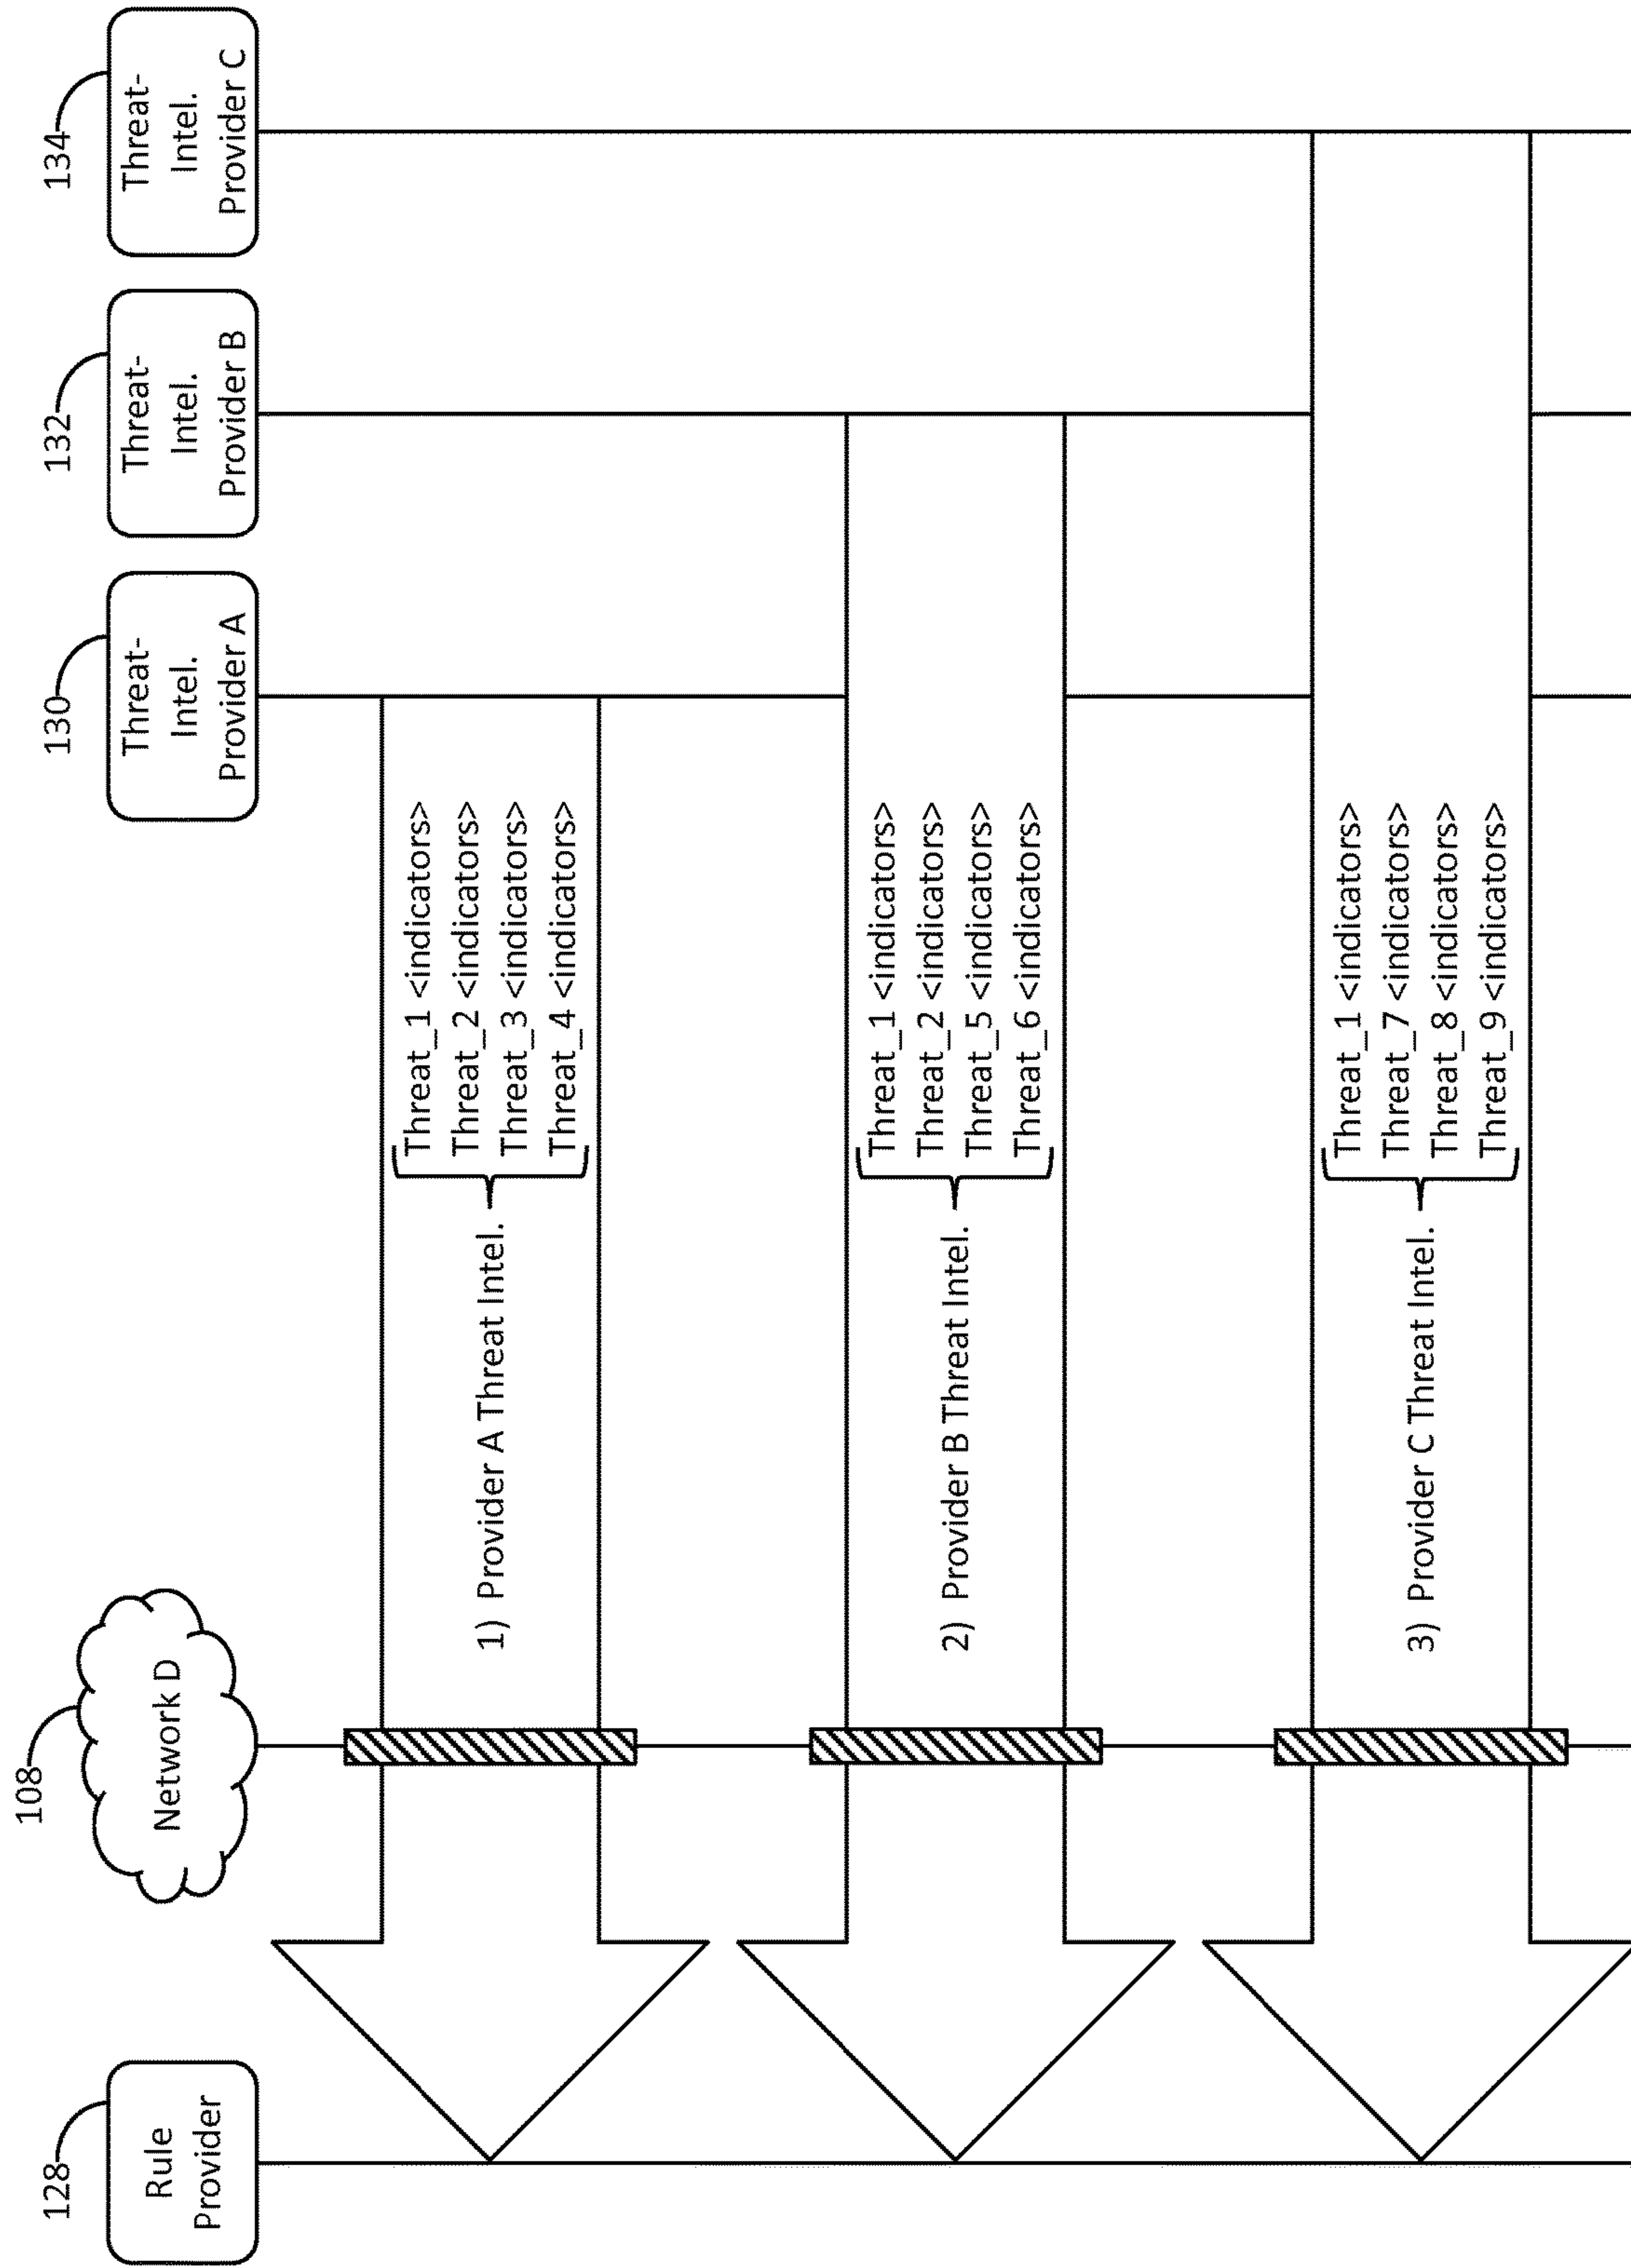 128
Rule
Provider
108
Network D
130
Threat-
Intel.
Provider A
132
Threat-
Intel.
Provider B
134
Threat-
Intel.
Provider C
1) Provider A Threat Intel.
Threat_1 <indicators>
Threat_2 <indicators>
Threat_3 <indicators>
Threat_4 <indicators>
2) Provider B Threat Intel.
Threat_1 <indicators>
Threat_2 <indicators>
Threat_5 <indicators>
Threat_6 <indicators>
3) Provider C Threat Intel.
Threat_1 <indicators>
Threat_7 <indicators>
Threat_8 <indicators>
Threat_9 <indicators>